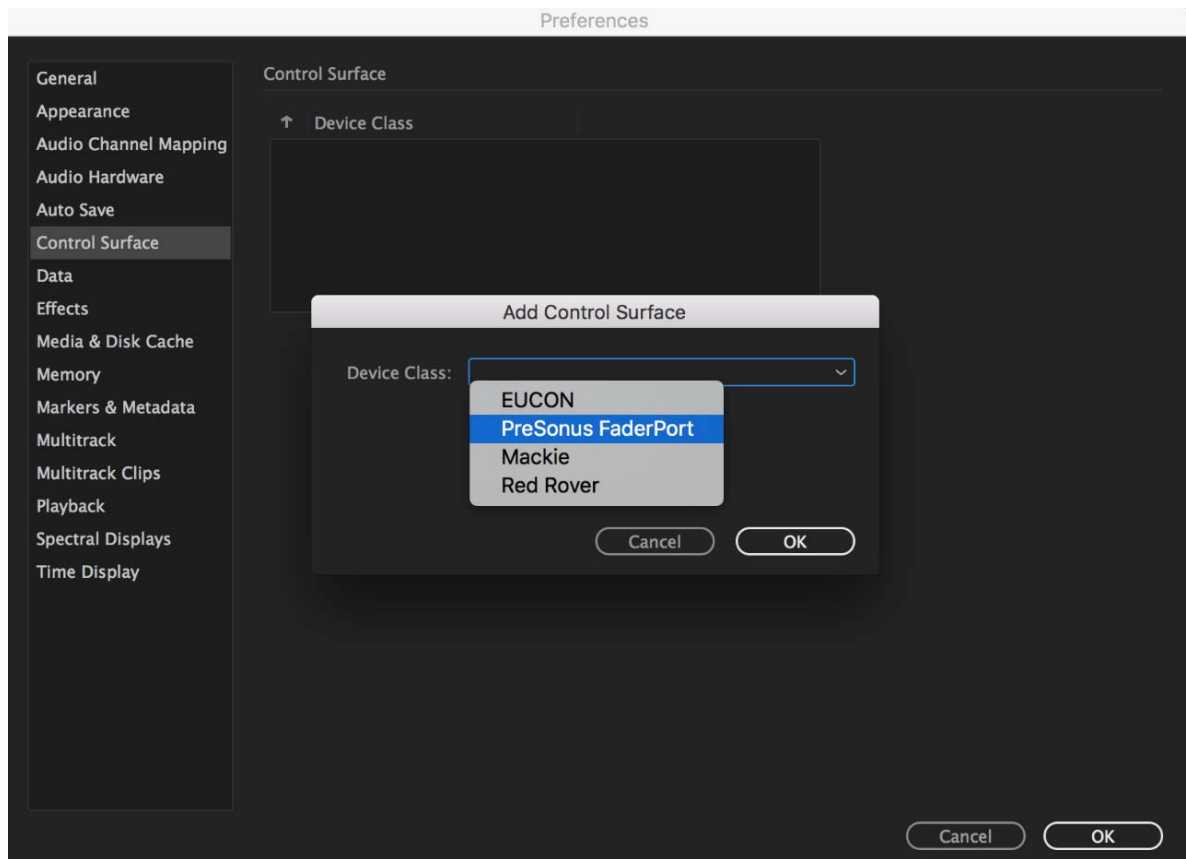 Preferences
General
Appearance
Audio Channel Mapping
Audio Hardware
Auto Save
Control Surface
Data
Effects
Media & Disk Cache
Memory
Markers & Metadata
Multitrack
Multitrack Clips
Playback
Spectral Displays
Time Display
Control Surface
↑ Device Class
Add Control Surface
Device Class:
EUCON
PreSonus FaderPort
Mackie
Red Rover
Cancel OK
Cancel OK